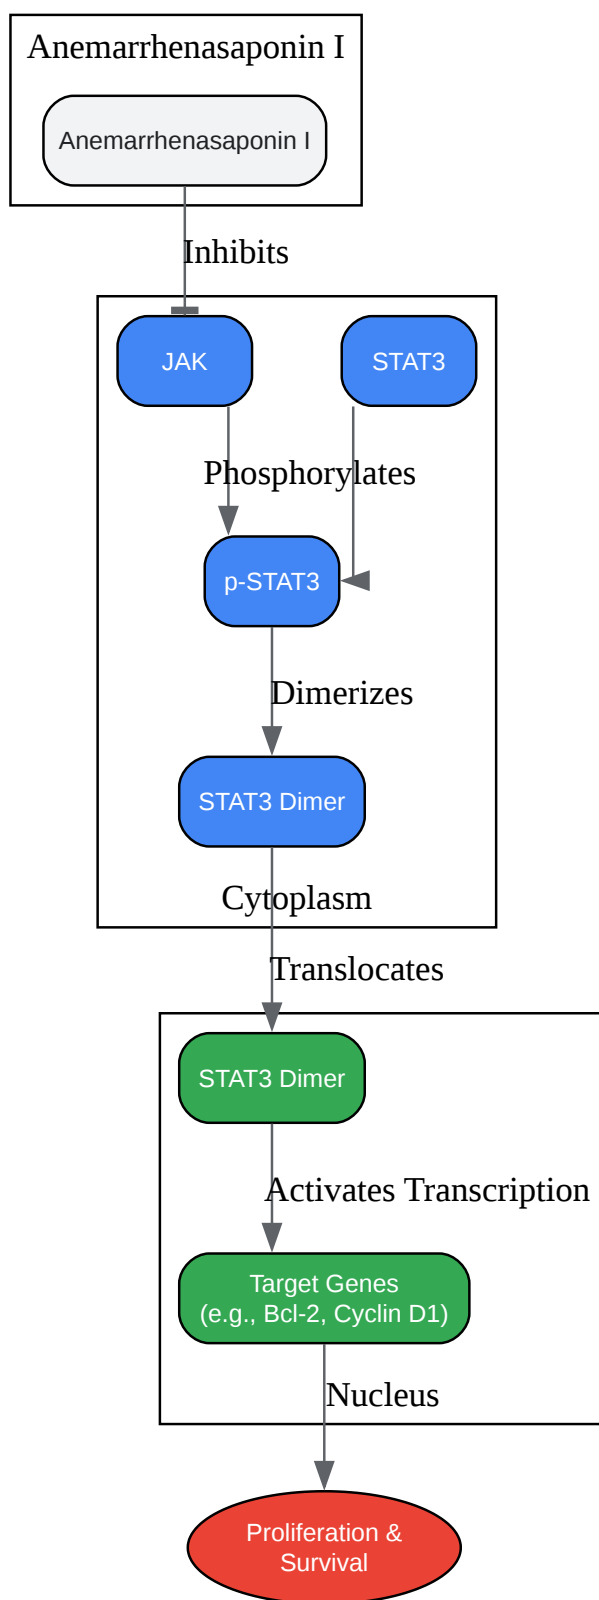 Anemarrhenasaponin I
Anemarrhenasaponin I
Inhibits
JAK
STAT3
Phosphorylates
p-STAT3
Dimerizes
STAT3 Dimer
Cytoplasm
Translocates
STAT3 Dimer
Activates Transcription
Target Genes
(e.g., Bcl-2, Cyclin D1)
Nucleus
Proliferation &
Survival